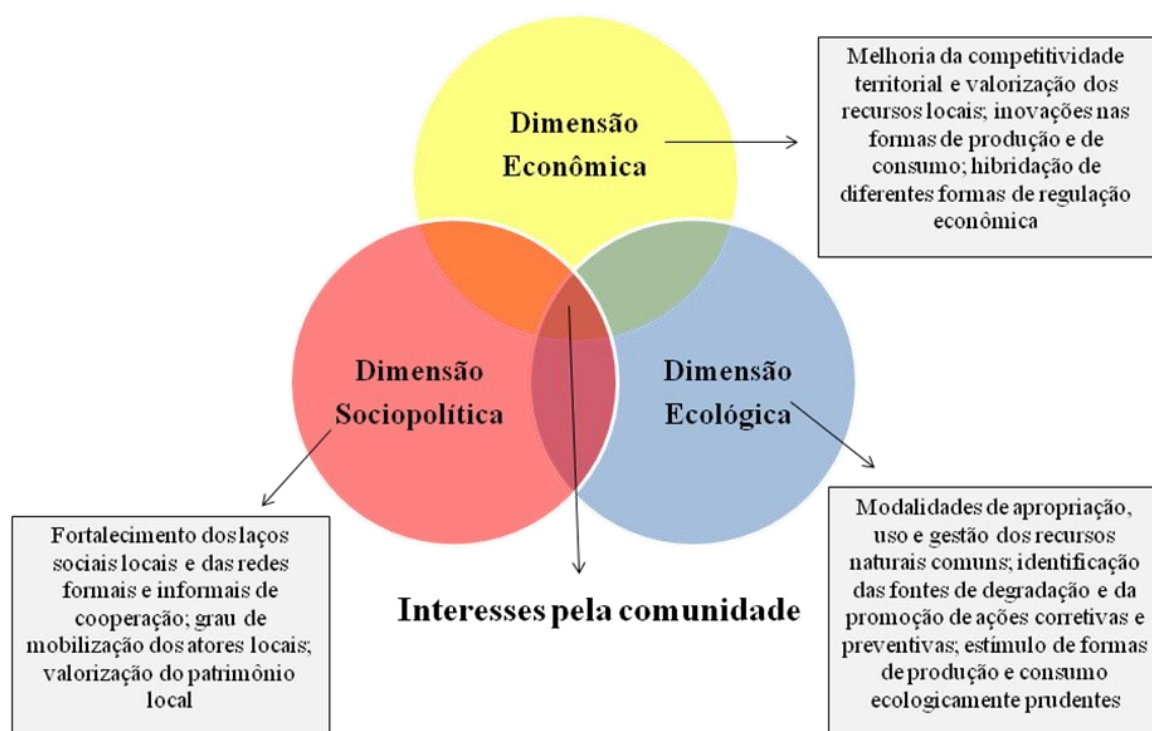 Dimensão
Econômica
Melhoria da competitividade
territorial e valorização dos
recursos locais; inovações nas
formas de produção e de
consumo; hibridação de
diferentes formas de regulação
econômica
Dimensão
Sociopolítica
Dimensão
Ecológica
Fortalecimento dos laços
sociais locais e das redes
formais e informais de
cooperação; grau de
mobilização dos atores locais;
valorização do patrimônio
local
Interesses pela comunidade
Modalidades de apropriação,
uso e gestão dos recursos
naturais comuns; identificação
das fontes de degradação e da
promoção de ações corretivas e
preventivas; estímulo de formas
de produção e consumo
ecologicamente prudentes